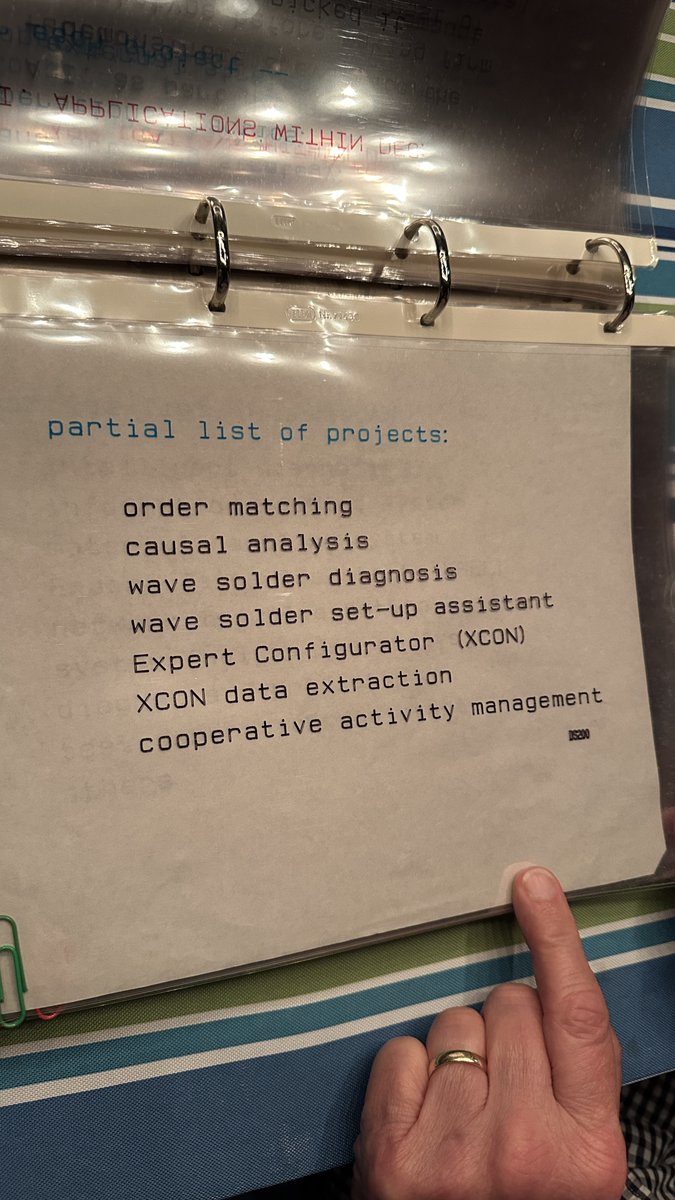 APPLICATIONS WITHIN DEC:
partial list of projects:
order matching
causal analysis
wave solder diagnosis
wave solder set-up assistant
Expert Configurator (XCON)
XCON data extraction
cooperative activity management
DS200